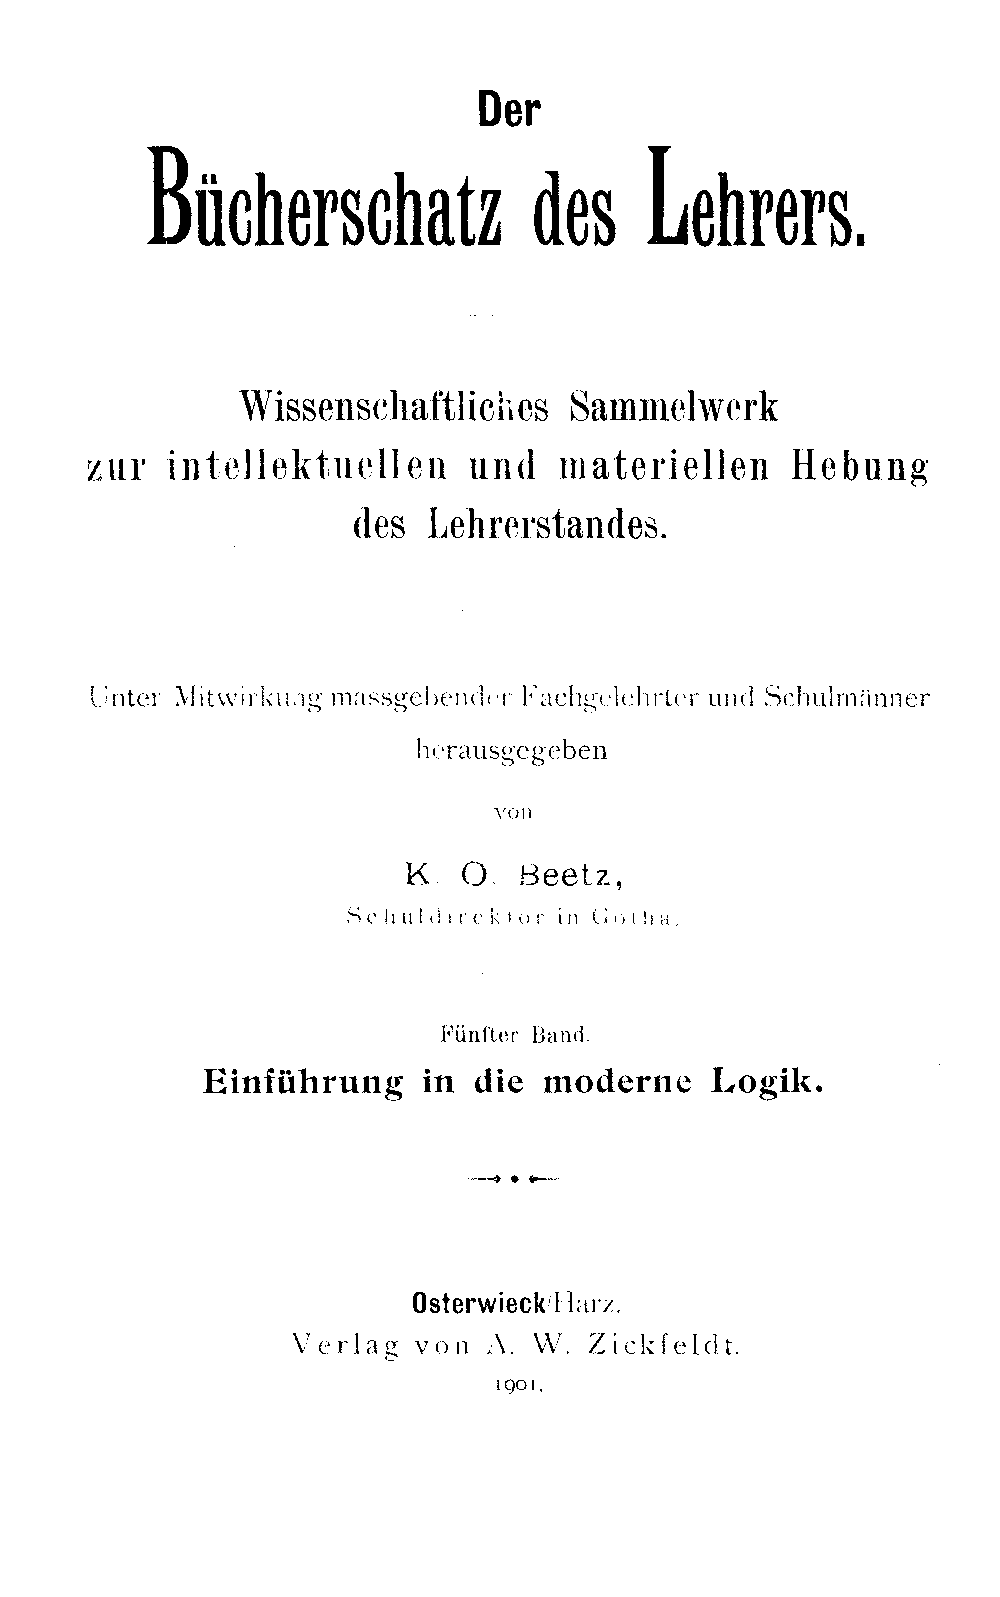 Der
Bücherschatz des Lehrers.
Wissenschaftliches Sammelwerk
zur intellektuellen und materiellen Hebung
des Lehrerstandes.
Unter Mitwirkung massgebender Fachgelehrter und Schulmänner
herausgegeben
von
K. O. Beetz,
Schuldirektor in Gotha.
Fünfter Band.
Einführung in die moderne Logik.
Osterwieck/Harz.
Verlag von A. W. Zickfeldt.
1901.